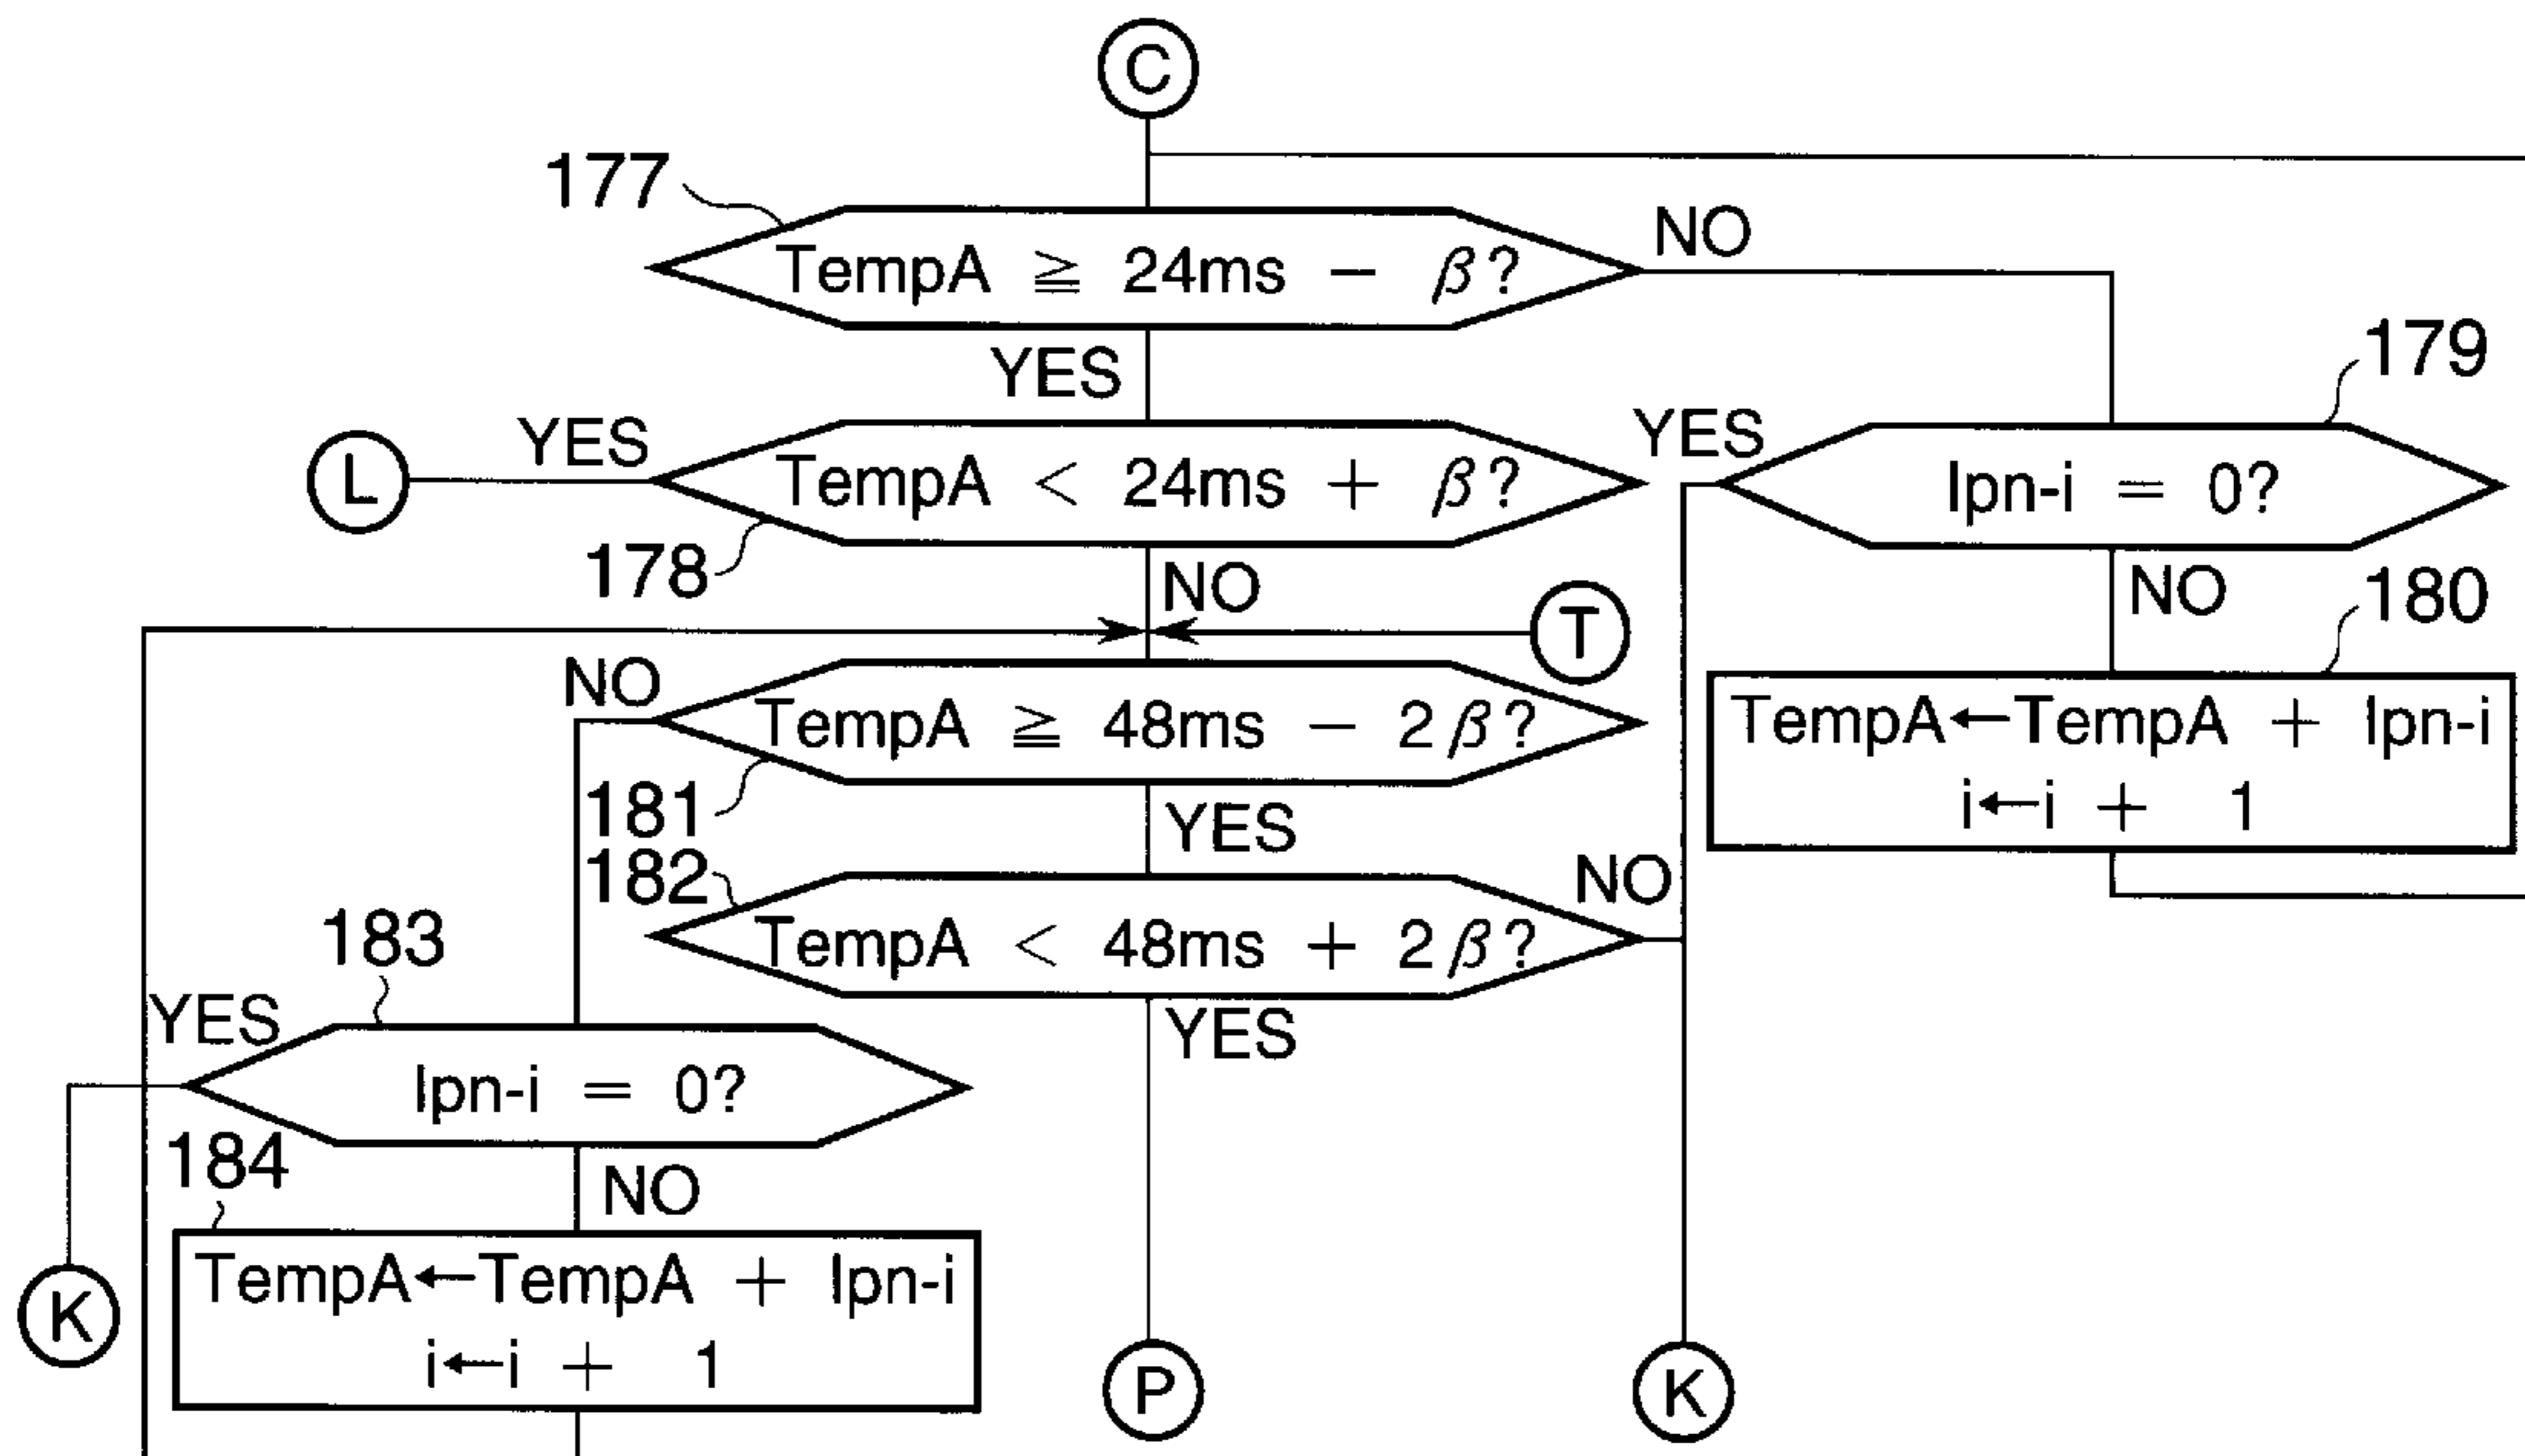 C
177
TempA ≧ 24ms − β?
NO
YES
179
L
YES
TempA < 24ms + β?
YES
Ipn-i = 0?
178
NO
T
NO
180
NO
TempA ≧ 48ms − 2β?
TempA←TempA + Ipn-i
i←i + 1
181
YES
182
NO
TempA < 48ms + 2β?
183
YES
YES
Ipn-i = 0?
184
NO
TempA←TempA + Ipn-i
i←i + 1
K
P
K